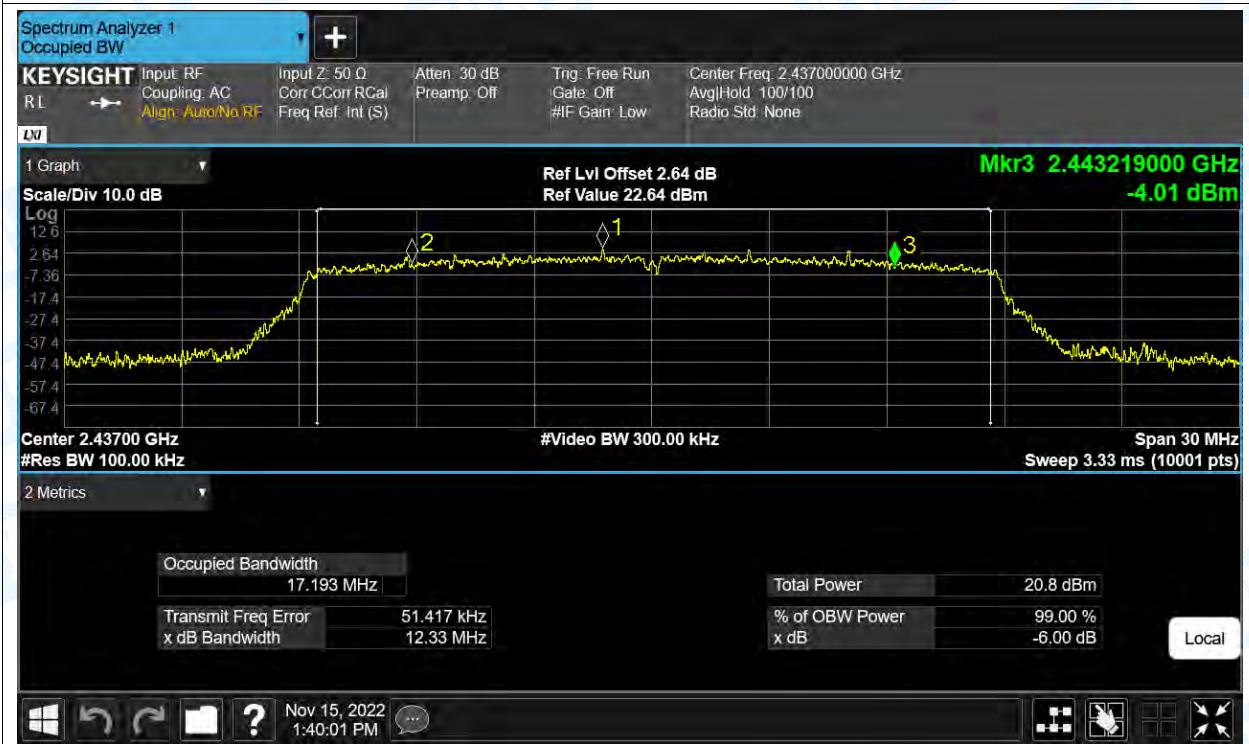 Spectrum Analyzer 1
Occupied BW
+
KEYSIGHT
RL
LXI
Input: RF
Coupling: AC
Align: Auto/No RF
Input Z: 50 Ω
Corr CCorr RCal
Freq Ref: Int (S)
Atten: 30 dB
Preamp: Off
Trig: Free Run
Gate: Off
#IF Gain: Low
Center Freq: 2.437000000 GHz
Avg|Hold: 100/100
Radio Std: None
1 Graph
Scale/Div 10.0 dB
Ref Lvl Offset 2.64 dB
Ref Value 22.64 dBm
Mkr3 2.443219000 GHz
-4.01 dBm
Log
12.6
2.64
-7.36
-17.4
-27.4
-37.4
-47.4
-57.4
-67.4
2
1
3
Center 2.43700 GHz
#Res BW 100.00 kHz
#Video BW 300.00 kHz
Span 30 MHz
Sweep 3.33 ms (10001 pts)
2 Metrics
Occupied Bandwidth
17.193 MHz
Transmit Freq Error 51.417 kHz
x dB Bandwidth 12.33 MHz
Total Power 20.8 dBm
% of OBW Power 99.00 %
x dB -6.00 dB
Local
?
Nov 15, 2022
1:40:01 PM